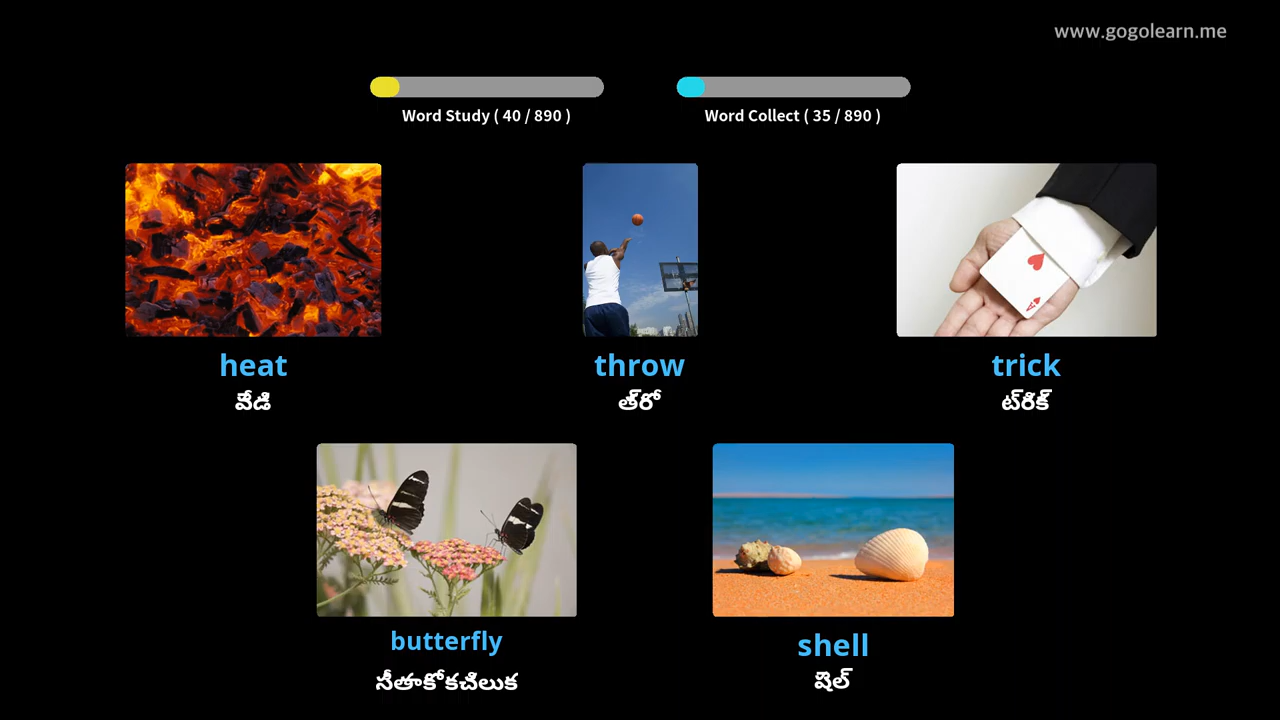 www.gogolearn.me
Word Study ( 40 / 890 )
Word Collect ( 35 / 890 )
heat
throw
trick
వేడి
త్రో
ట్రిక్
butterfly
shell
సీతాకోకచిలుక
షెల్